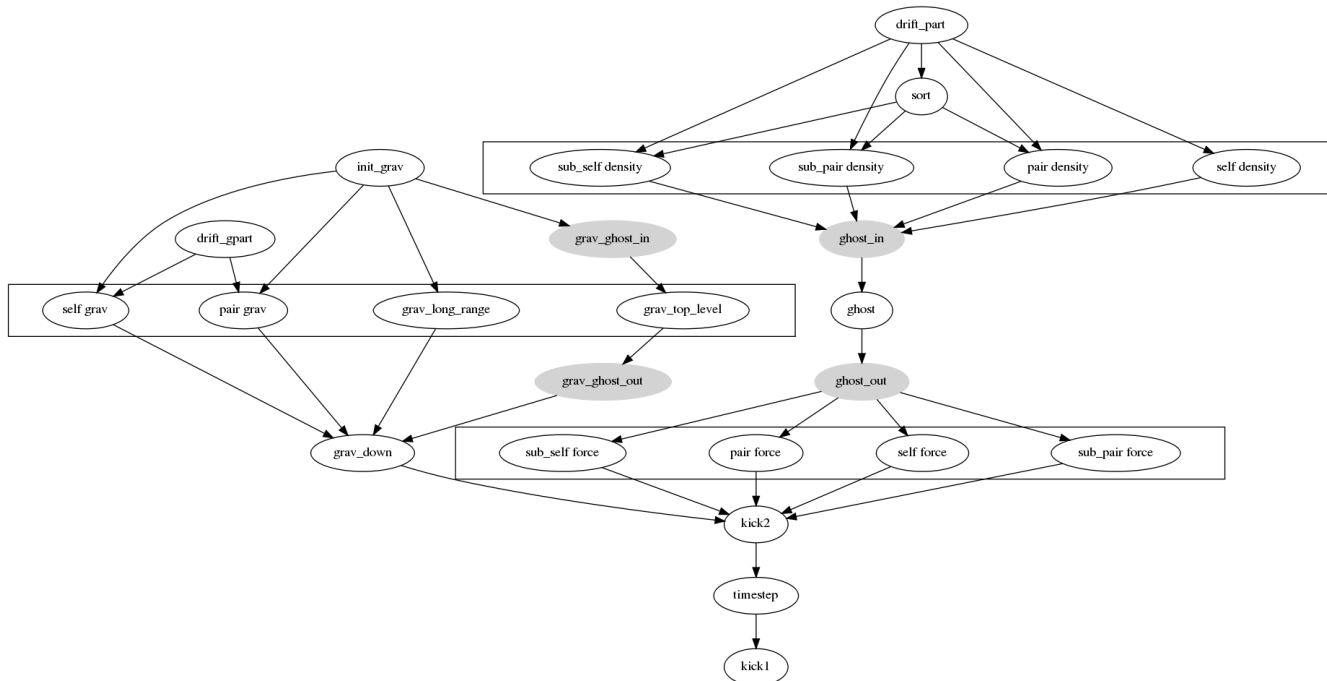 drift_part
sort
init_grav
sub_self density
sub_pair density
pair density
self density
drift_gpart
grav_ghost_in
ghost_in
self grav
pair grav
grav_long_range
grav_top_level
ghost
grav_ghost_out
ghost_out
grav_down
sub_self force
pair force
self force
sub_pair force
kick2
timestep
kick1